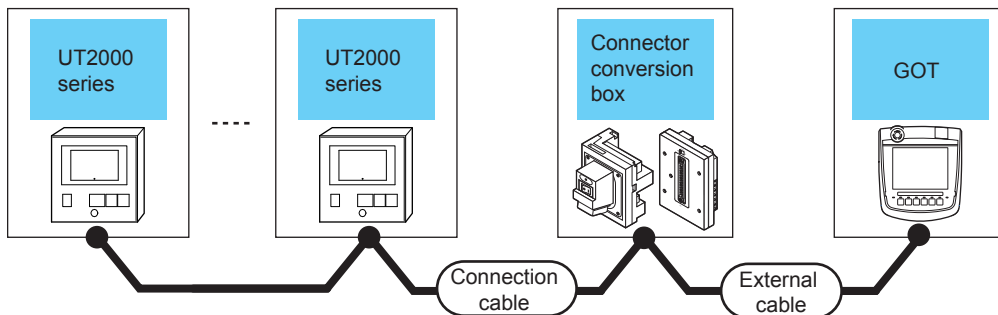 UT2000
series
UT2000
series
Connector
conversion
box
GOT
Connection
cable
External
cable